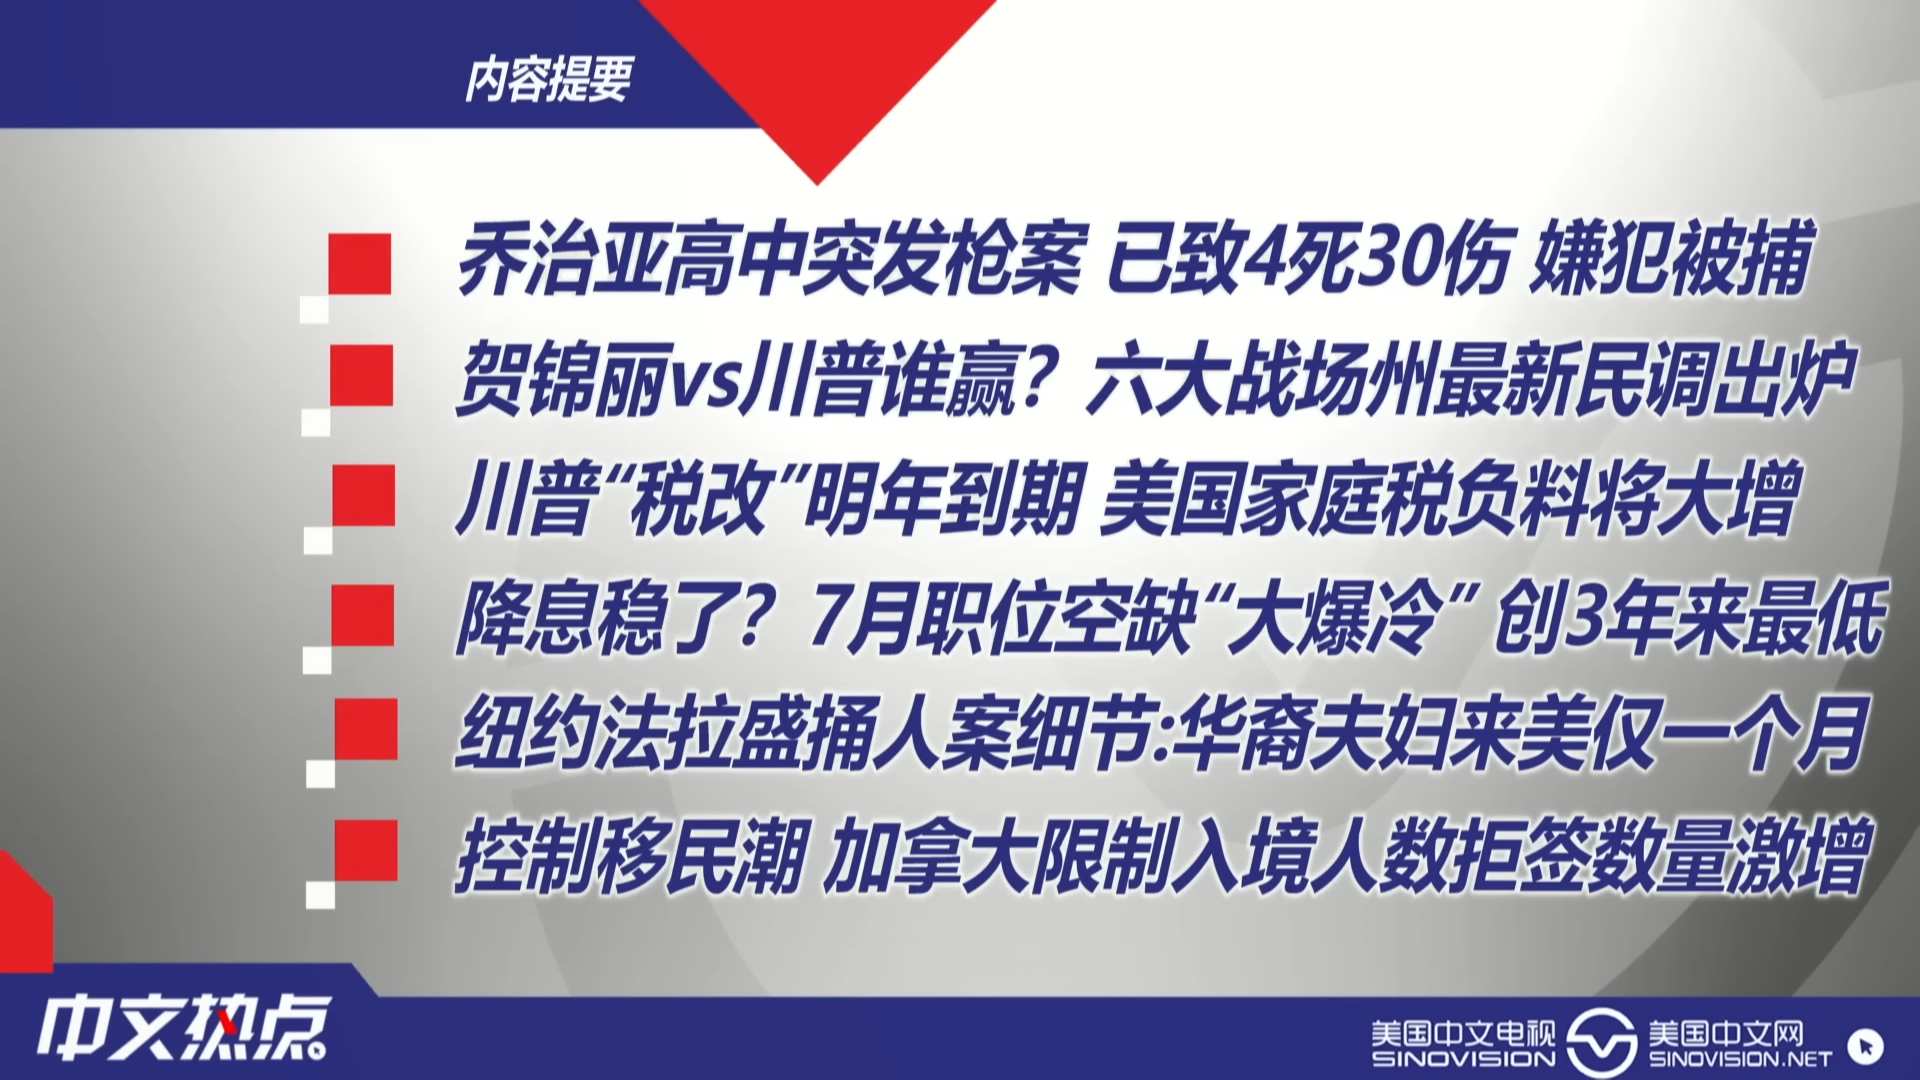 内容提要
乔治亚高中突发枪案 已致4死30伤 嫌犯被捕
贺锦丽vs川普谁赢？六大战场州最新民调出炉
川普“税改”明年到期 美国家庭税负料将大增
降息稳了？7月职位空缺“大爆冷” 创3年来最低
纽约法拉盛捅人案细节:华裔夫妇来美仅一个月
控制移民潮 加拿大限制入境人数拒签数量激增
中文热点
美国中文电视
SINOVISION
美国中文网
SINOVISION.NET